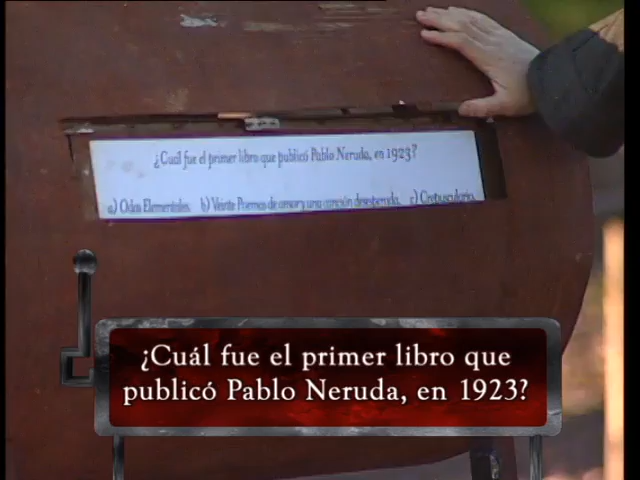 ¿Cual fue el primer libro que publicó Pablo Neruda, en 1923?
a) Odas Elementales. b) Veinte Poemas de amor y una canción desesperada. c) Crepusculario.
¿Cuál fue el primer libro que
publicó Pablo Neruda, en 1923?